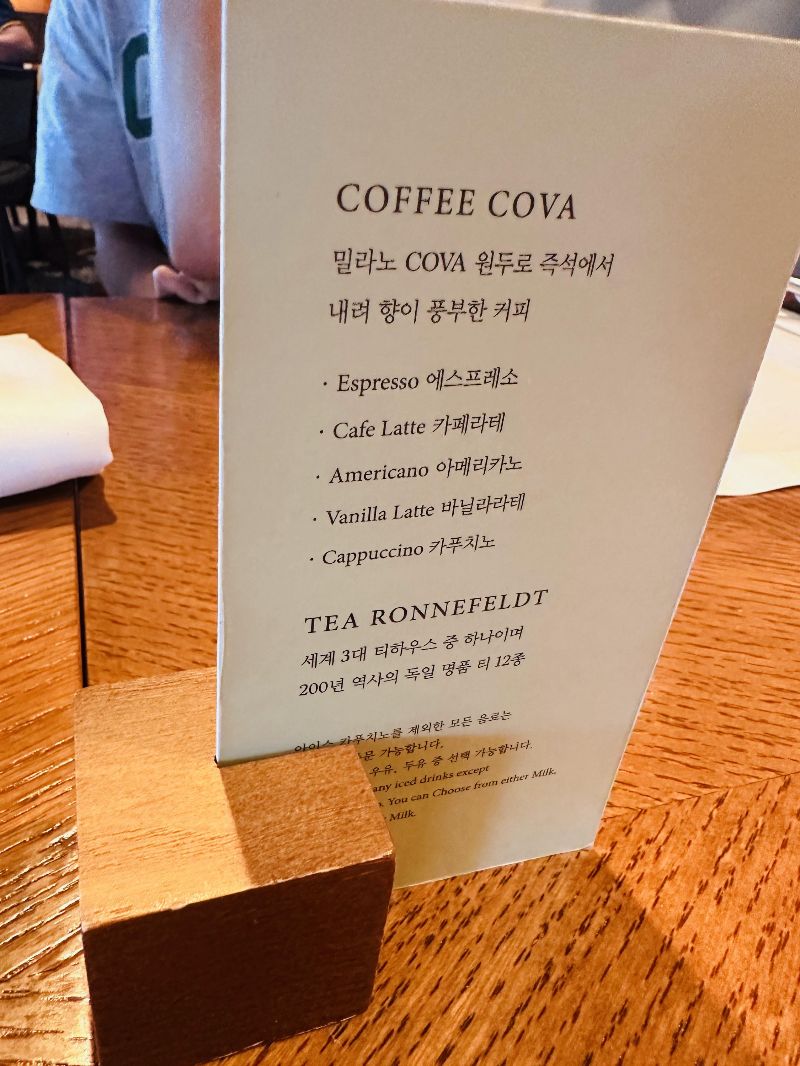 COFFEE COVA
밀라노 COVA 원두로 즉석에서
내려 향이 풍부한 커피
· Espresso 에스프레소
· Cafe Latte 카페라테
· Americano 아메리카노
· Vanilla Latte 바닐라라테
· Cappuccino 카푸치노
TEA RONNEFELDT
세계 3대 티하우스 중 하나이며
200년 역사의 독일 명품 티 12종
카푸치노를 제외한 모든 음료는
가능합니다.
우유, 두유 중 선택 가능합니다.
any iced drinks except
You can Choose from either Milk,
Milk.